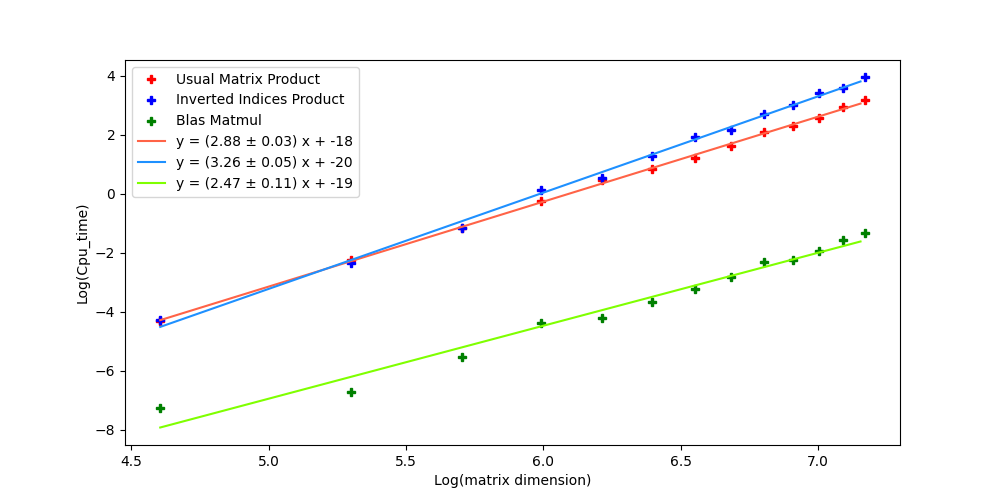 Usual Matrix Product
Inverted Indices Product
Blas Matmul
y = (2.88 ± 0.03) x + -18
y = (3.26 ± 0.05) x + -20
y = (2.47 ± 0.11) x + -19
Log(Cpu_time)
4
2
0
−2
−4
−6
−8
4.5 5.0 5.5 6.0 6.5 7.0
Log(matrix dimension)